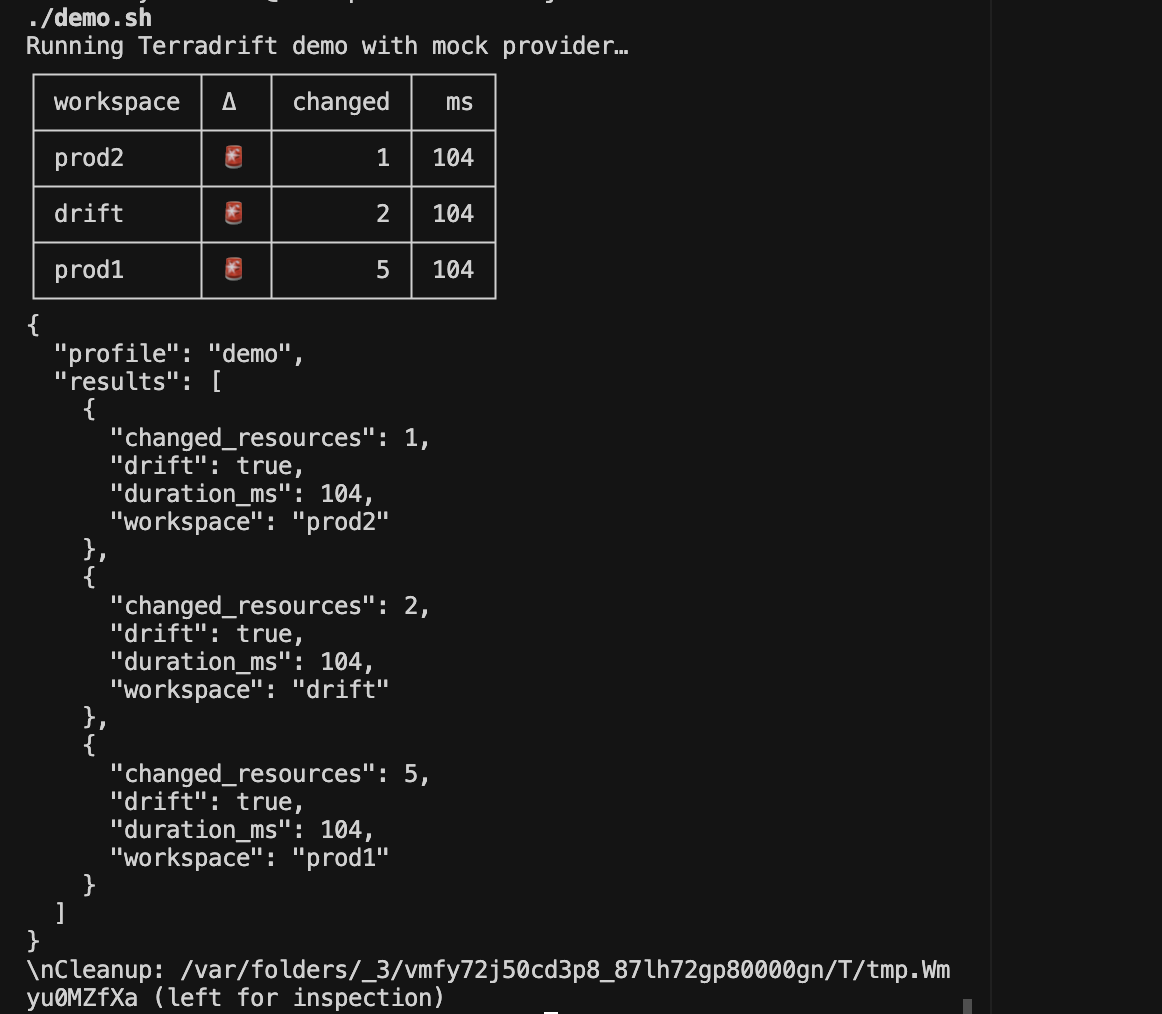 ./demo.sh
Running Terradrift demo with mock provider…
workspace Δ changed ms
prod2 🚨 1 104
drift 🚨 2 104
prod1 🚨 5 104
{
  "profile": "demo",
  "results": [
    {
      "changed_resources": 1,
      "drift": true,
      "duration_ms": 104,
      "workspace": "prod2"
    },
    {
      "changed_resources": 2,
      "drift": true,
      "duration_ms": 104,
      "workspace": "drift"
    },
    {
      "changed_resources": 5,
      "drift": true,
      "duration_ms": 104,
      "workspace": "prod1"
    }
  ]
}
\nCleanup: /var/folders/_3/vmfy72j50cd3p8_87lh72gp80000gn/T/tmp.Wm
yu0MZfXa (left for inspection)